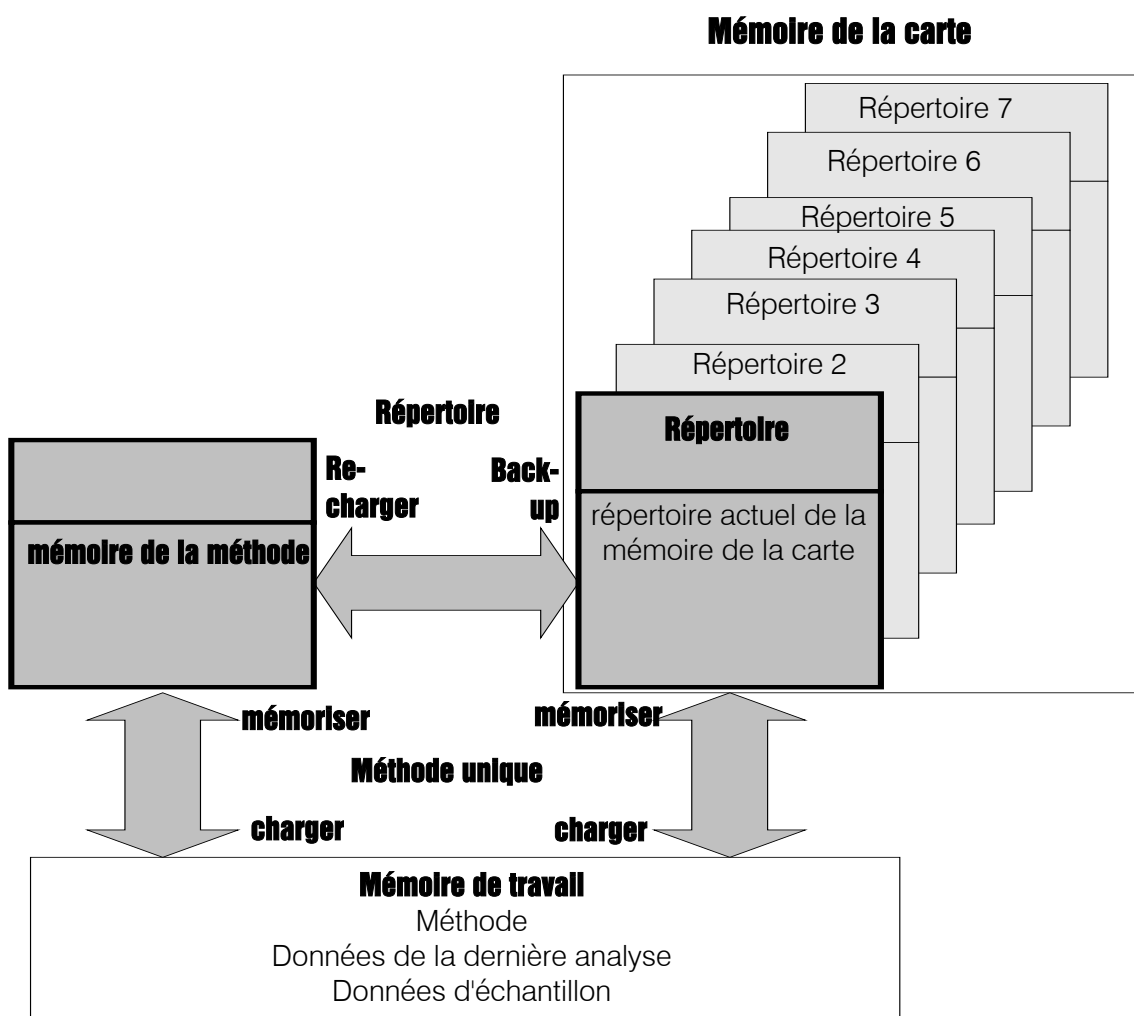 Mémoire de la carte
Répertoire 7
Répertoire 6
Répertoire 5
Répertoire 4
Répertoire 3
Répertoire 2
Répertoire
Répertoire
Re-
charger
Back-
up
répertoire actuel de la
mémoire de la carte
mémoire de la méthode
mémoriser
mémoriser
Méthode unique
charger
charger
Mémoire de travail
Méthode
Données de la dernière analyse
Données d'échantillon